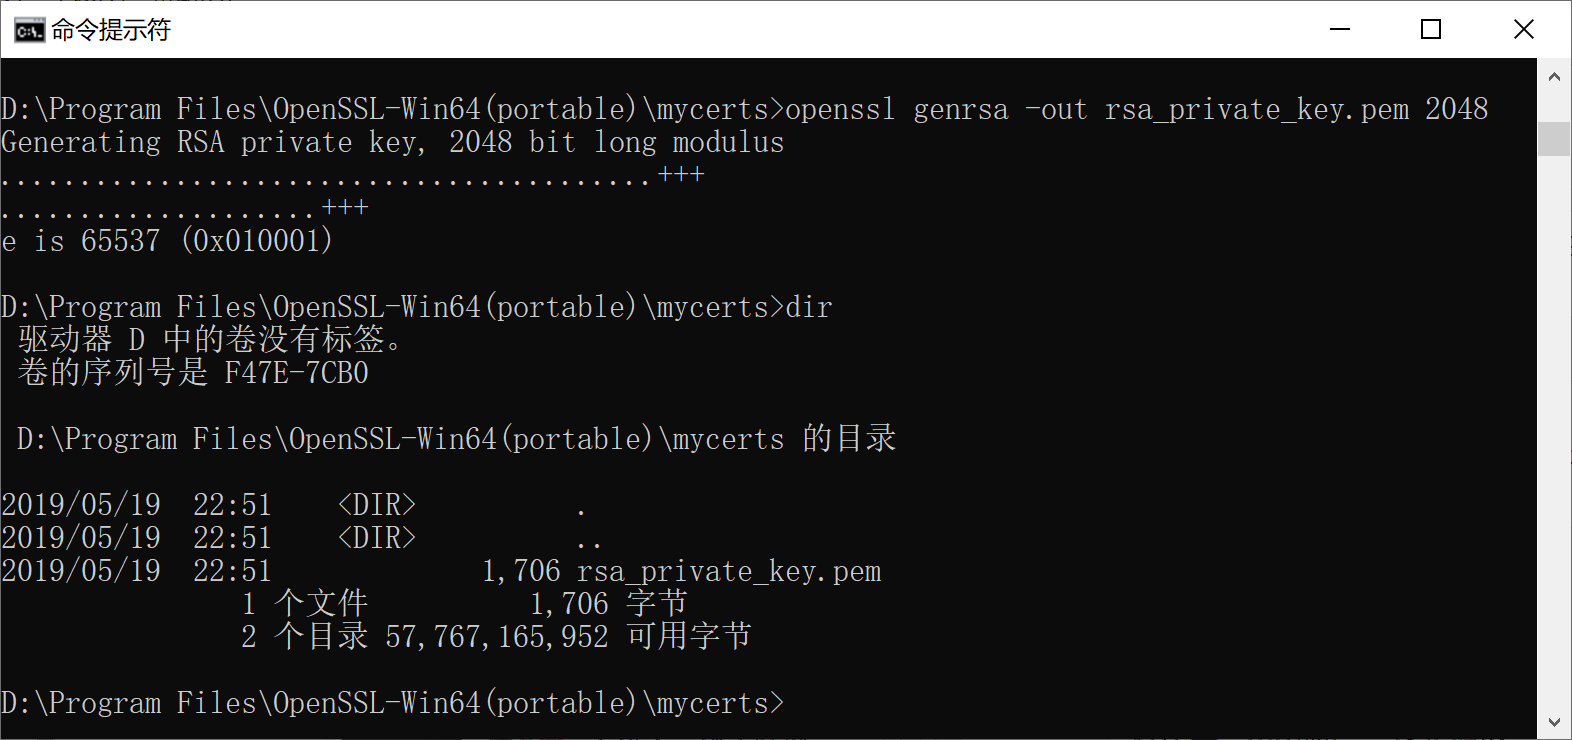 命令提示符
D:\Program Files\OpenSSL-Win64(portable)\mycerts>openssl genrsa -out rsa_private_key.pem 2048
Generating RSA private key, 2048 bit long modulus
.........................................+++
....................+++
e is 65537 (0x010001)
D:\Program Files\OpenSSL-Win64(portable)\mycerts>dir
驱动器 D 中的卷没有标签。
卷的序列号是 F47E-7CB0
D:\Program Files\OpenSSL-Win64(portable)\mycerts 的目录
2019/05/19  22:51    <DIR>          .
2019/05/19  22:51    <DIR>          ..
2019/05/19  22:51             1,706 rsa_private_key.pem
1 个文件          1,706 字节
2 个目录 57,767,165,952 可用字节
D:\Program Files\OpenSSL-Win64(portable)\mycerts>